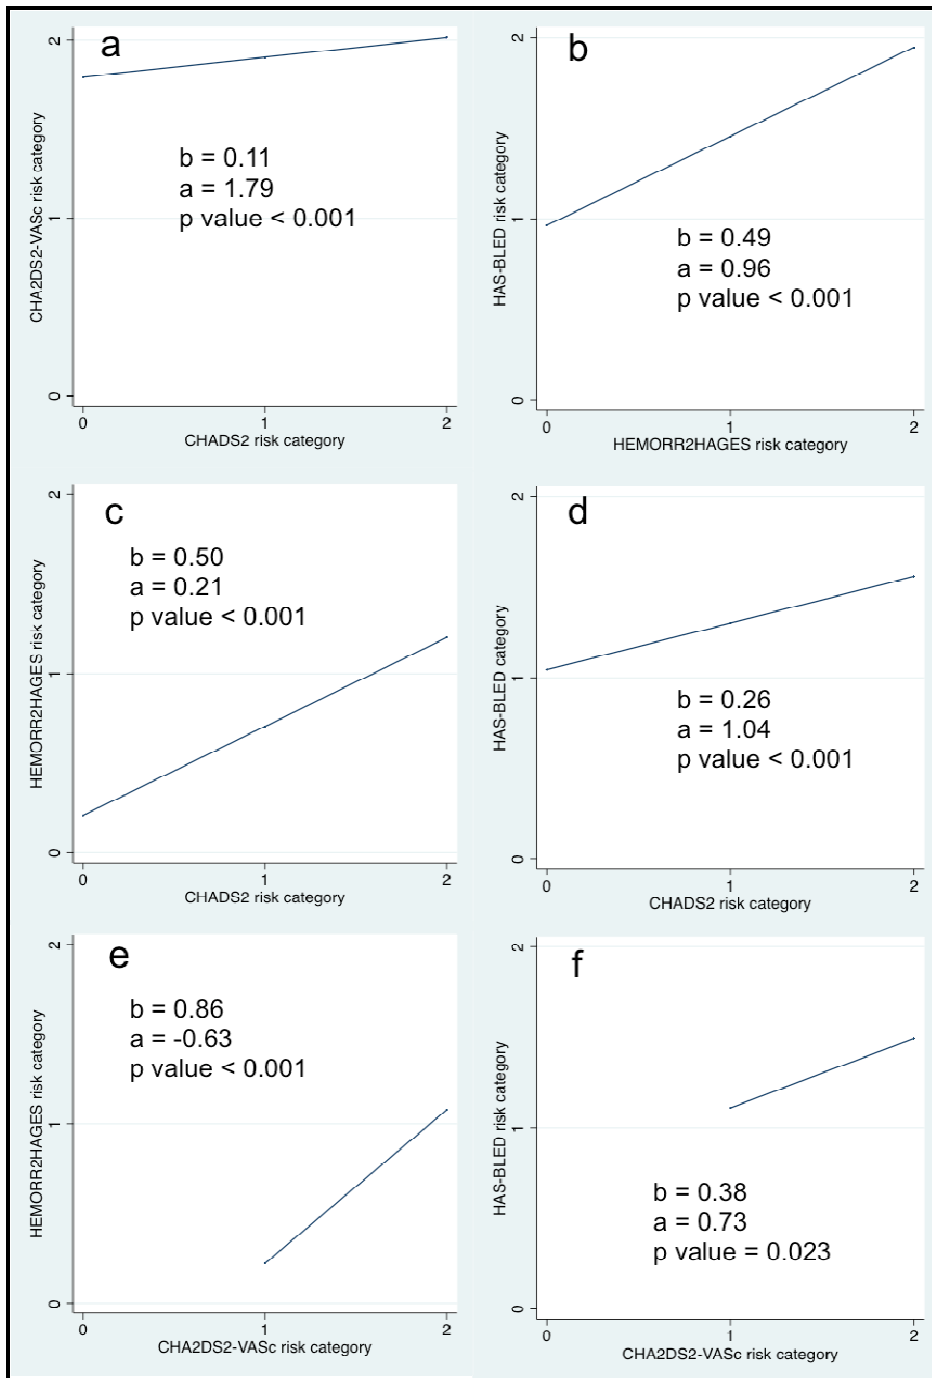 a
2
1
0
CHA2DS2-VASc risk category
b = 0.11
a = 1.79
p value < 0.001
0 1 2
CHADS2 risk category
b
2
1
0
HAS-BLED risk category
b = 0.49
a = 0.96
p value < 0.001
0 1 2
HEMORR2HAGES risk category
c
2
1
0
HEMORR2HAGES risk category
b = 0.50
a = 0.21
p value < 0.001
0 1 2
CHADS2 risk category
d
2
1
0
HAS-BLED category
b = 0.26
a = 1.04
p value < 0.001
0 1 2
CHADS2 risk category
e
2
1
0
HEMORR2HAGES risk category
b = 0.86
a = -0.63
p value < 0.001
0 1 2
CHA2DS2-VASc risk category
f
2
1
0
HAS-BLED risk category
b = 0.38
a = 0.73
p value = 0.023
0 1 2
CHA2DS2-VASc risk category